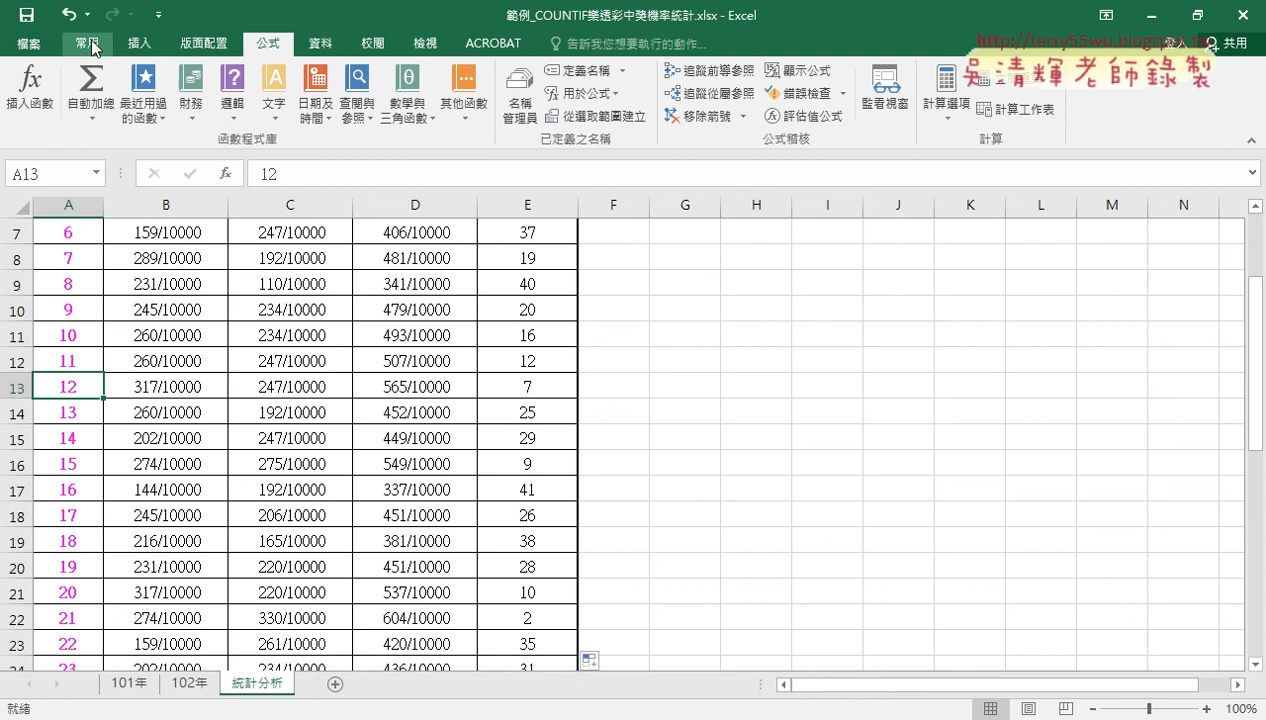 範例_COUNTIF樂透彩中獎機率統計.xlsx - Excel
檔案 常用 插入 版面配置 公式 資料 校閱 檢視 ACROBAT 告訴我您想要執行的動作... 登入 共用
http://terry55wu.blogspot.tw
吳清輝老師錄製
插入函數 自動加總 最近用過的函數 財務 邏輯 文字 日期及時間 查閱與參照 數學與三角函數 其他函數
函數程式庫
名稱管理員 定義名稱 用於公式 從選取範圍建立
已定義之名稱
追蹤前導參照 追蹤從屬參照 移除箭號 顯示公式 錯誤檢查 評估值公式
公式稽核
監看視窗
計算選項 計算工作表
計算
A13 fx 12
A B C D E F G H I J K L M N
7 6 159/10000 247/10000 406/10000 37
8 7 289/10000 192/10000 481/10000 19
9 8 231/10000 110/10000 341/10000 40
10 9 245/10000 234/10000 479/10000 20
11 10 260/10000 234/10000 493/10000 16
12 11 260/10000 247/10000 507/10000 12
13 12 317/10000 247/10000 565/10000 7
14 13 260/10000 192/10000 452/10000 25
15 14 202/10000 247/10000 449/10000 29
16 15 274/10000 275/10000 549/10000 9
17 16 144/10000 192/10000 337/10000 41
18 17 245/10000 206/10000 451/10000 26
19 18 216/10000 165/10000 381/10000 38
20 19 231/10000 220/10000 451/10000 28
21 20 317/10000 220/10000 537/10000 10
22 21 274/10000 330/10000 604/10000 2
23 22 159/10000 261/10000 420/10000 35
24 23 202/10000 234/10000 436/10000 31
101年 102年 統計分析
就緒 100%